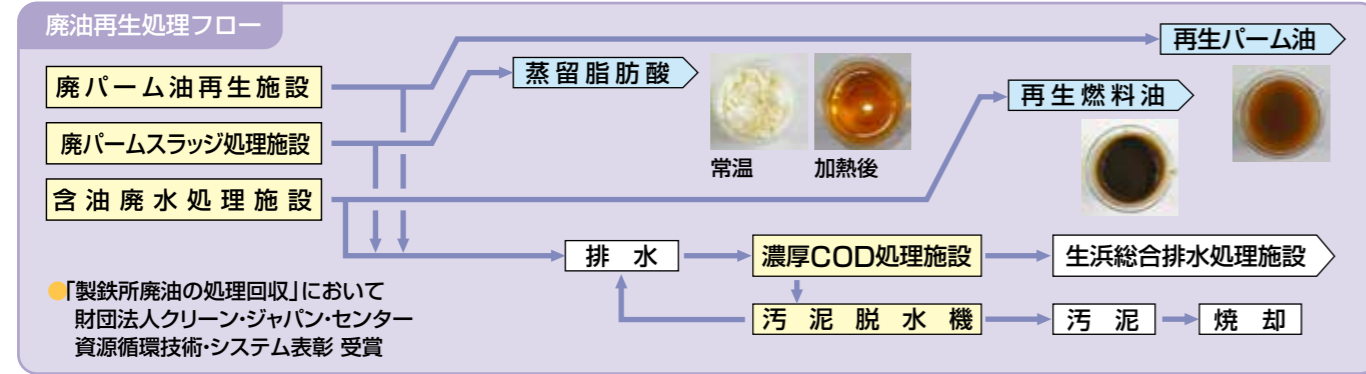 廃油再生処理フロー
再生パーム油
蒸留脂肪酸
廃パーム油再生施設
再生燃料油
廃パームスラッジ処理施設
常温
加熱後
含油廃水処理施設
排水
濃厚COD処理施設
生浜総合排水処理施設
汚泥脱水機
汚泥
焼却
「製鉄所廃油の処理回収」において
財団法人クリーン・ジャパン・センター
資源循環技術・システム表彰 受賞